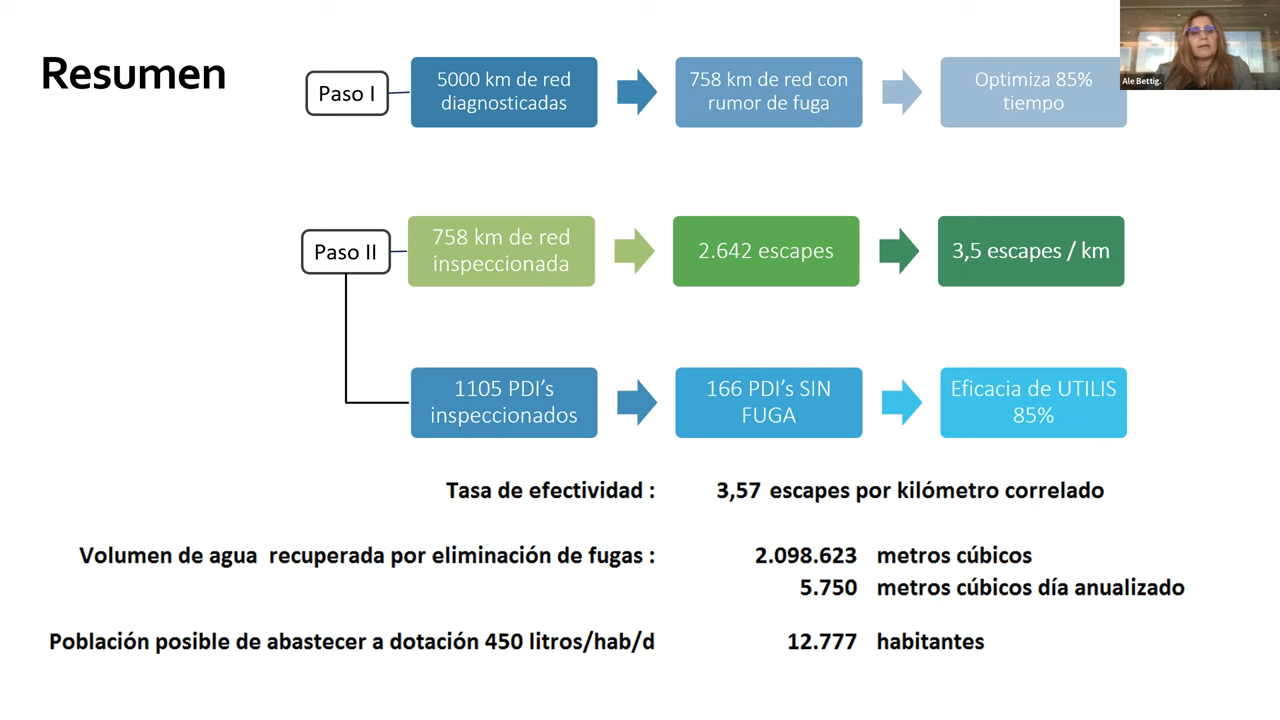 Resumen
Paso I
5000 km de red
diagnosticadas
758 km de red con
rumor de fuga
Optimiza 85%
tiempo
Ale Bettig.
Paso II
758 km de red
inspeccionada
2.642 escapes
3,5 escapes / km
1105 PDI’s
inspeccionados
166 PDI’s SIN
FUGA
Eficacia de UTILIS
85%
Tasa de efectividad : 3,57 escapes por kilómetro correlado
Volumen de agua recuperada por eliminación de fugas : 2.098.623 metros cúbicos
5.750 metros cúbicos día anualizado
Población posible de abastecer a dotación 450 litros/hab/d 12.777 habitantes